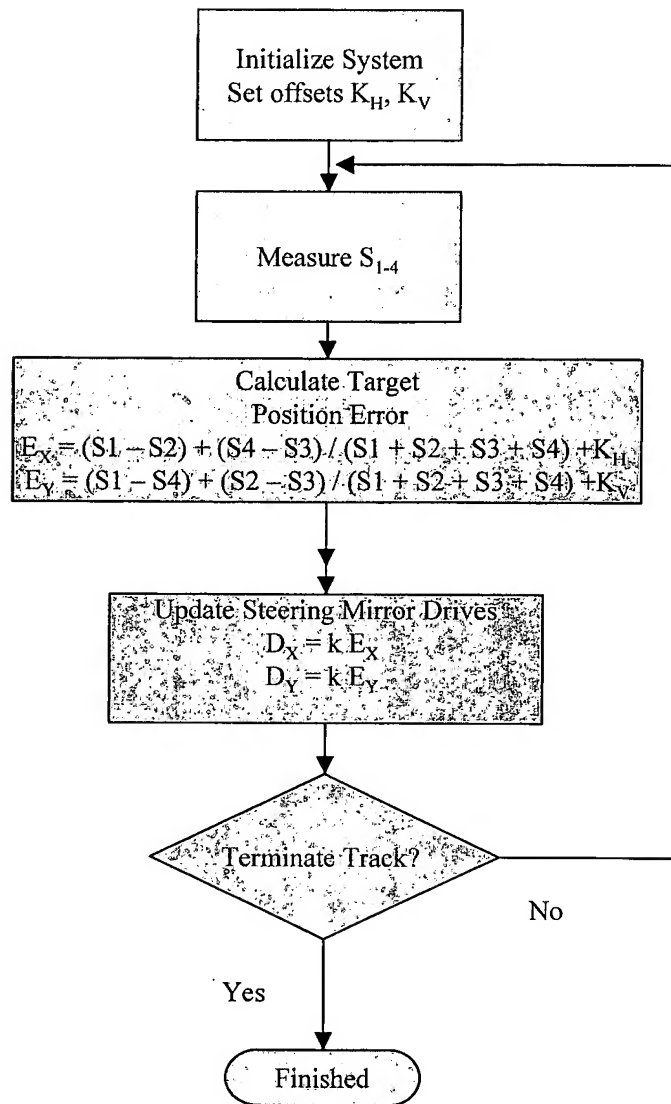 Initialize System
Set offsets K_H, K_V
Measure S_1-4
Calculate Target
Position Error
E_X = (S1 – S2) + (S4 – S3) / (S1 + S2 + S3 + S4) +K_H
E_Y = (S1 – S4) + (S2 – S3) / (S1 + S2 + S3 + S4) +K_V
Update Steering Mirror Drives
D_X = k E_X
D_Y = k E_Y
Terminate Track?
No
Yes
Finished